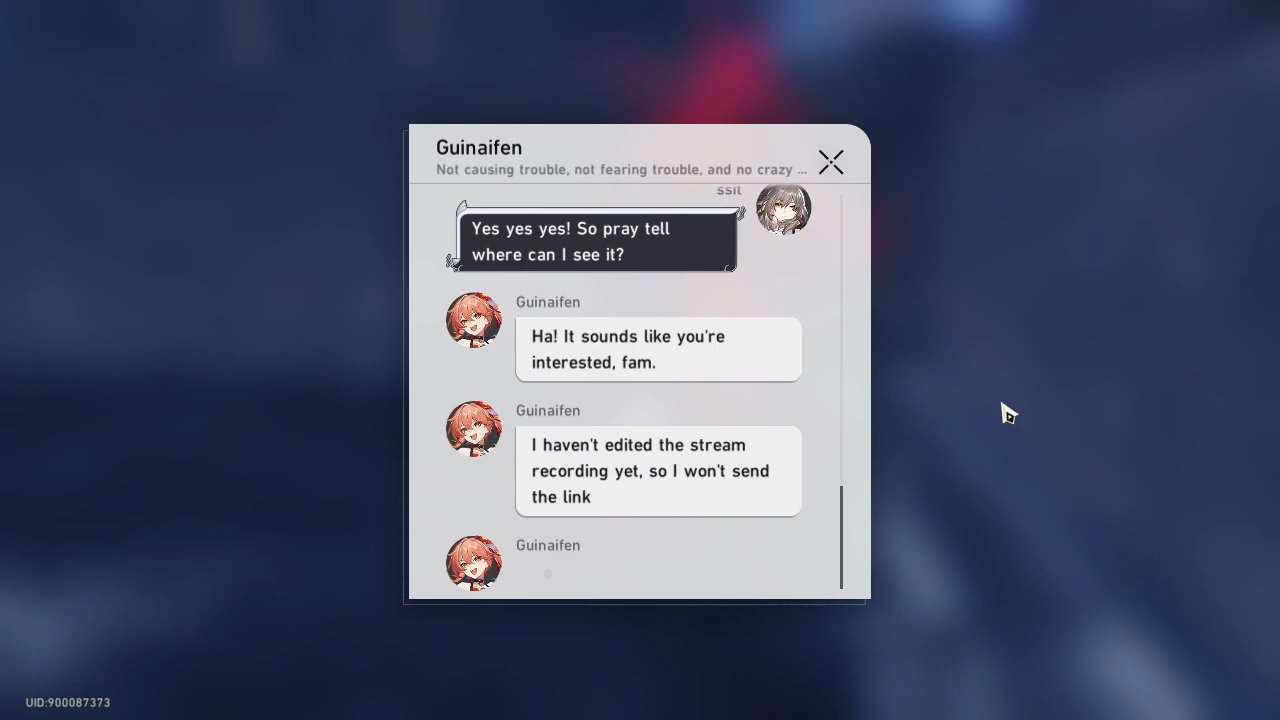 Guinaifen
Not causing trouble, not fearing trouble, and no crazy ...
ssit
Yes yes yes! So pray tell
where can I see it?
Guinaifen
Ha! It sounds like you're
interested, fam.
Guinaifen
I haven't edited the stream
recording yet, so I won't send
the link
Guinaifen
UID:900087373